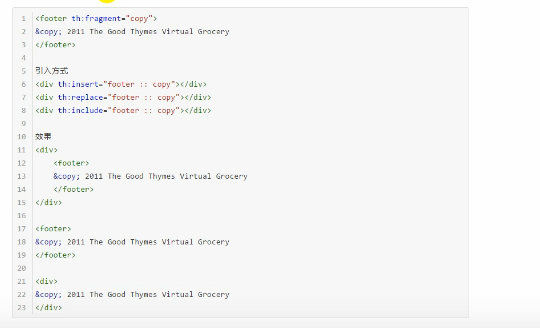 1 <footer th:fragment="copy">
2 &copy; 2011 The Good Thymes Virtual Grocery
3 </footer>
4
5 引入方式
6 <div th:insert="footer :: copy"></div>
7 <div th:replace="footer :: copy"></div>
8 <div th:include="footer :: copy"></div>
9
10 效果
11 <div>
12     <footer>
13     &copy; 2011 The Good Thymes Virtual Grocery
14     </footer>
15 </div>
16
17 <footer>
18 &copy; 2011 The Good Thymes Virtual Grocery
19 </footer>
20
21 <div>
22 &copy; 2011 The Good Thymes Virtual Grocery
23 </div>